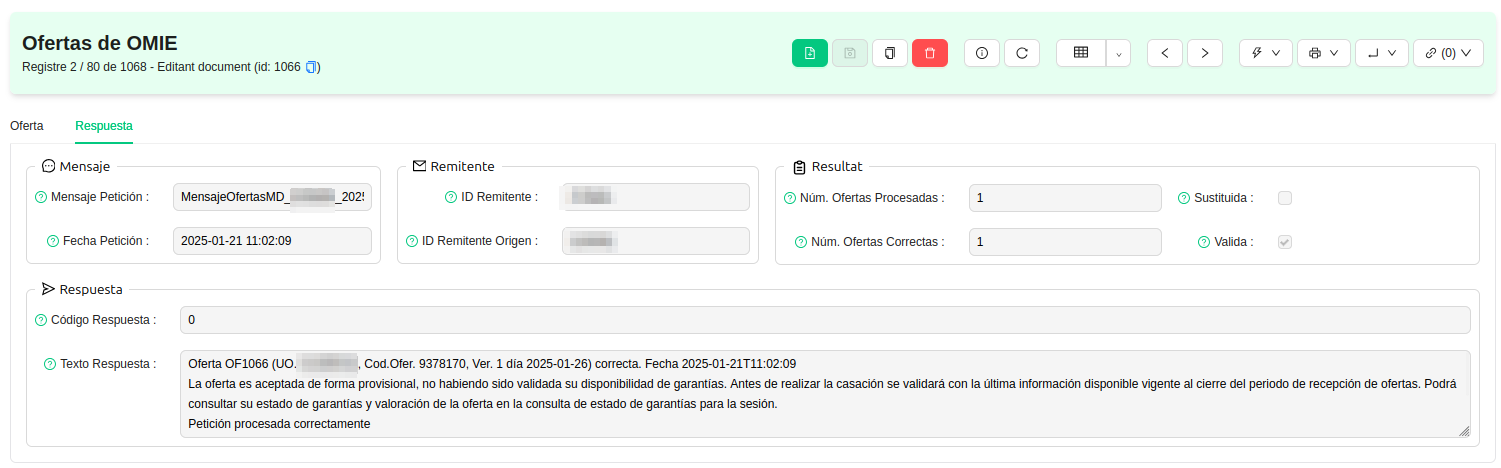 Ofertas de OMIE
Registre 2 / 80 de 1068 - Editant document (id: 1066 )
(0)
Oferta Respuesta
Mensaje
Mensaje Petición : MensajeOfertasMD_ _2025
Fecha Petición : 2025-01-21 11:02:09
Remitente
ID Remitente :
ID Remitente Origen :
Resultat
Núm. Ofertas Procesadas : 1 Sustituida :
Núm. Ofertas Correctas : 1 Valida :
Respuesta
Código Respuesta : 0
Texto Respuesta : Oferta OF1066 (UO. , Cod.Ofer. 9378170, Ver. 1 día 2025-01-26) correcta. Fecha 2025-01-21T11:02:09
La oferta es aceptada de forma provisional, no habiendo sido validada su disponibilidad de garantías. Antes de realizar la casación se validará con la última información disponible vigente al cierre del periodo de recepción de ofertas. Podrá
consultar su estado de garantías y valoración de la oferta en la consulta de estado de garantías para la sesión.
Petición procesada correctamente